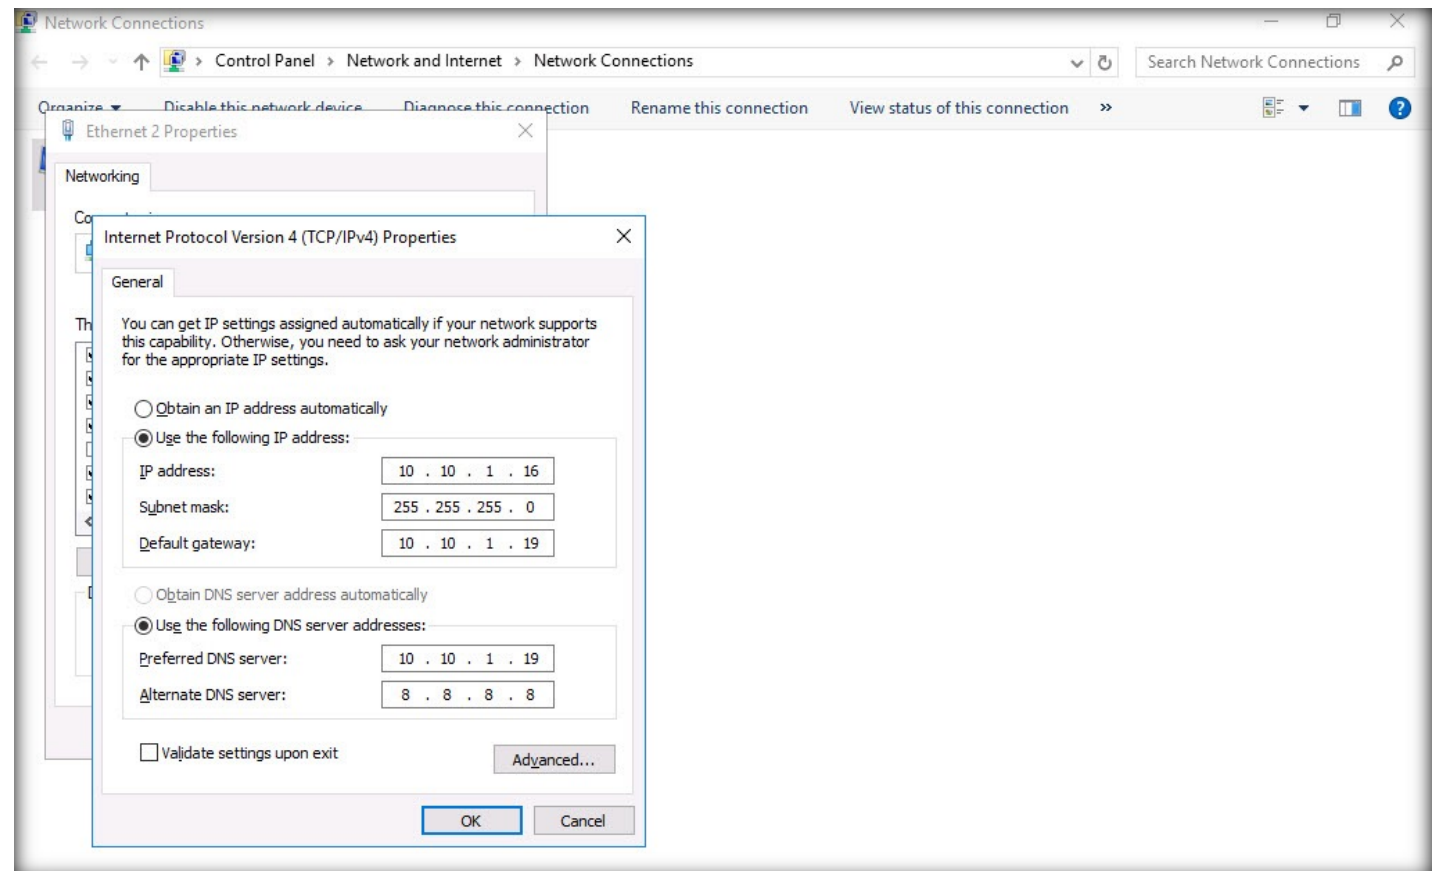 Network Connections
Control Panel > Network and Internet > Network Connections
Search Network Connections
Organize Disable this network device Diagnose this connection Rename this connection View status of this connection »
Ethernet 2 Properties
Networking
Internet Protocol Version 4 (TCP/IPv4) Properties
General
You can get IP settings assigned automatically if your network supports
this capability. Otherwise, you need to ask your network administrator
for the appropriate IP settings.
Obtain an IP address automatically
Use the following IP address:
IP address: 10 . 10 . 1 . 16
Subnet mask: 255 . 255 . 255 . 0
Default gateway: 10 . 10 . 1 . 19
Obtain DNS server address automatically
Use the following DNS server addresses:
Preferred DNS server: 10 . 10 . 1 . 19
Alternate DNS server: 8 . 8 . 8 . 8
Validate settings upon exit
Advanced...
OK Cancel